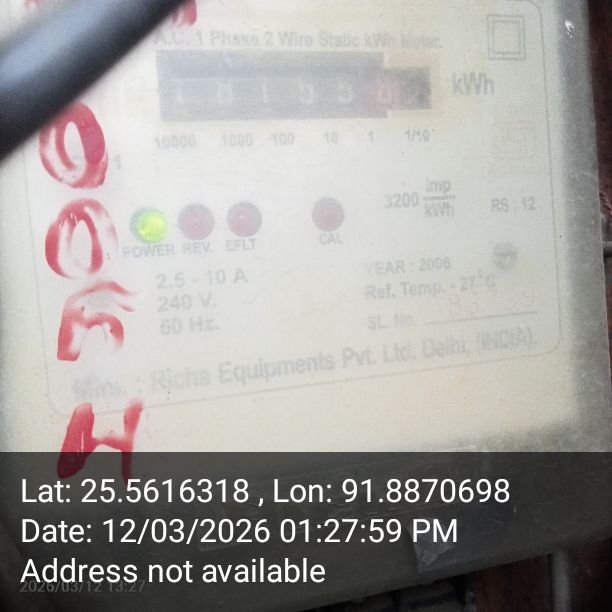 A.C. 1 Phase 2 Wire Static kWh Meter.
kWh
10000 1000 100 10 1 1/10
3200 imp/kWh
RS : 12
POWER REV. EFLT CAL
2.5 - 10 A
240 V.
50 Hz.
YEAR : 2006
Ref. Temp. - 27°C
SL. No.
Richa Equipments Pvt. Ltd. Delhi, (INDIA).
Lat: 25.5616318 , Lon: 91.8870698
Date: 12/03/2026 01:27:59 PM
Address not available
2026/03/12 13:27